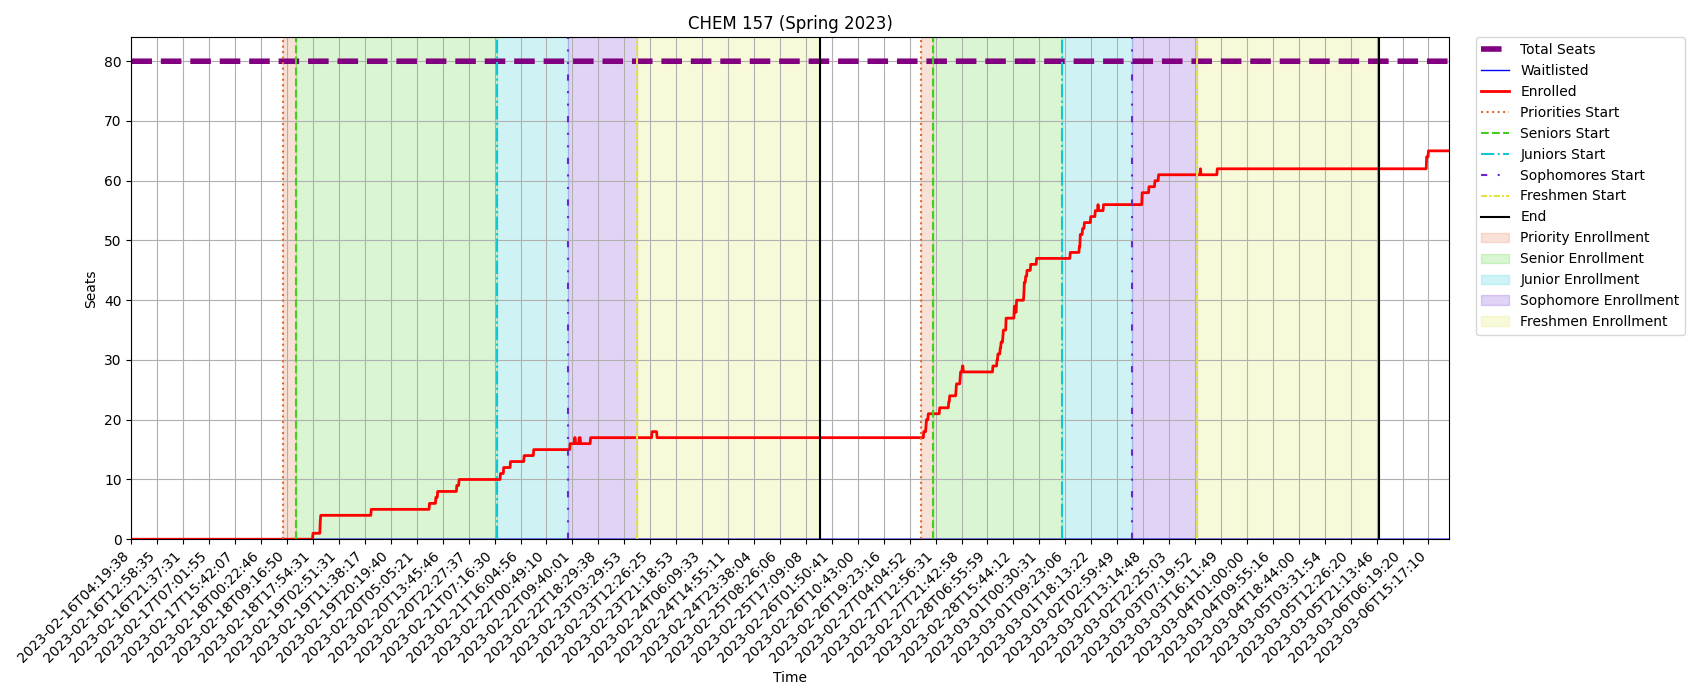 CHEM 157 (Spring 2023)
Seats
80
70
60
50
40
30
20
10
0
2023-02-16T04:19:38
2023-02-16T12:58:35
2023-02-16T21:37:31
2023-02-17T07:01:55
2023-02-17T15:42:07
2023-02-18T00:22:46
2023-02-18T09:16:50
2023-02-18T17:54:31
2023-02-19T02:51:31
2023-02-19T11:38:17
2023-02-19T20:19:40
2023-02-20T05:05:21
2023-02-20T13:45:46
2023-02-20T22:27:37
2023-02-21T07:16:30
2023-02-21T16:04:56
2023-02-22T00:49:10
2023-02-22T09:40:01
2023-02-22T18:29:38
2023-02-23T03:29:53
2023-02-23T12:26:25
2023-02-23T21:18:53
2023-02-24T06:09:33
2023-02-24T14:55:11
2023-02-24T23:38:04
2023-02-25T08:26:06
2023-02-25T17:09:08
2023-02-26T01:50:41
2023-02-26T10:43:00
2023-02-26T19:23:16
2023-02-27T04:04:52
2023-02-27T12:56:31
2023-02-27T21:42:58
2023-02-28T06:55:59
2023-02-28T15:44:12
2023-03-01T00:30:31
2023-03-01T09:23:06
2023-03-01T18:13:22
2023-03-02T02:59:49
2023-03-02T13:14:48
2023-03-02T22:25:03
2023-03-03T07:19:52
2023-03-03T16:11:49
2023-03-04T01:00:00
2023-03-04T09:55:16
2023-03-04T18:44:00
2023-03-05T03:31:54
2023-03-05T12:26:20
2023-03-05T21:13:46
2023-03-06T06:19:20
2023-03-06T15:17:10
Time
Total Seats
Waitlisted
Enrolled
Priorities Start
Seniors Start
Juniors Start
Sophomores Start
Freshmen Start
End
Priority Enrollment
Senior Enrollment
Junior Enrollment
Sophomore Enrollment
Freshmen Enrollment